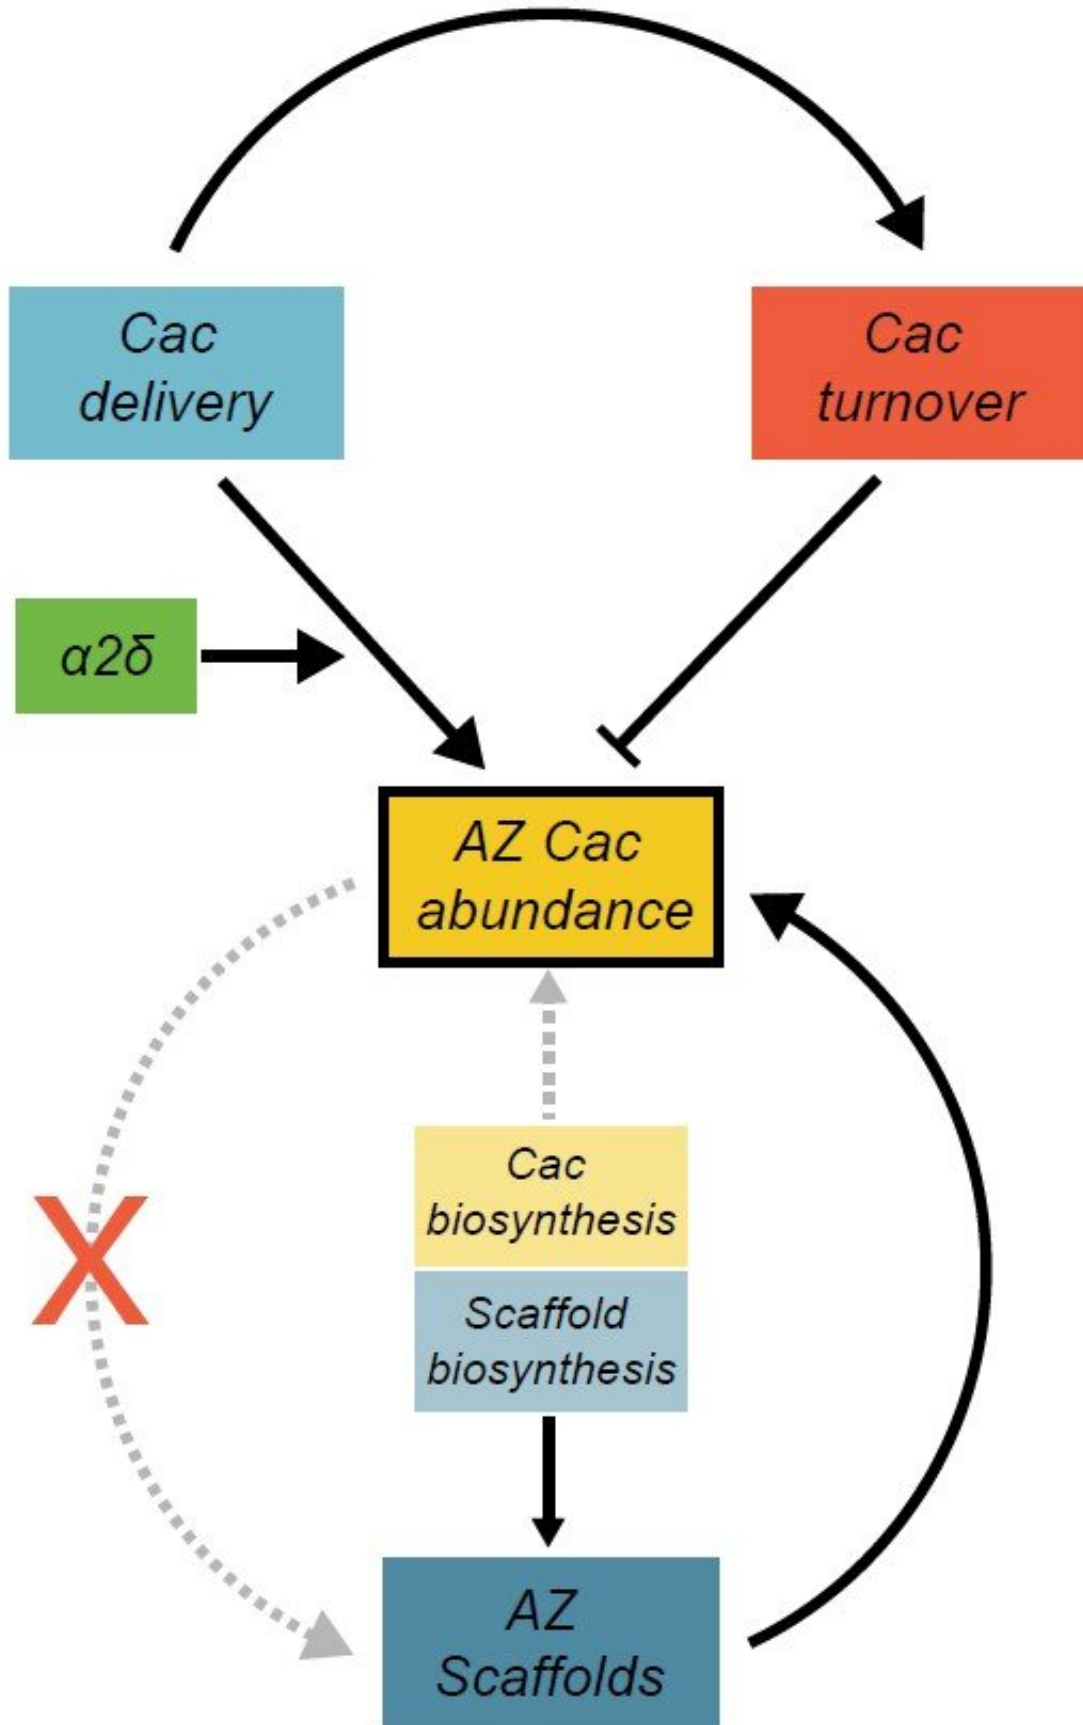 Cac
delivery
Cac
turnover
α2δ
AZ Cac
abundance
Cac
biosynthesis
Scaffold
biosynthesis
X
AZ
Scaffolds